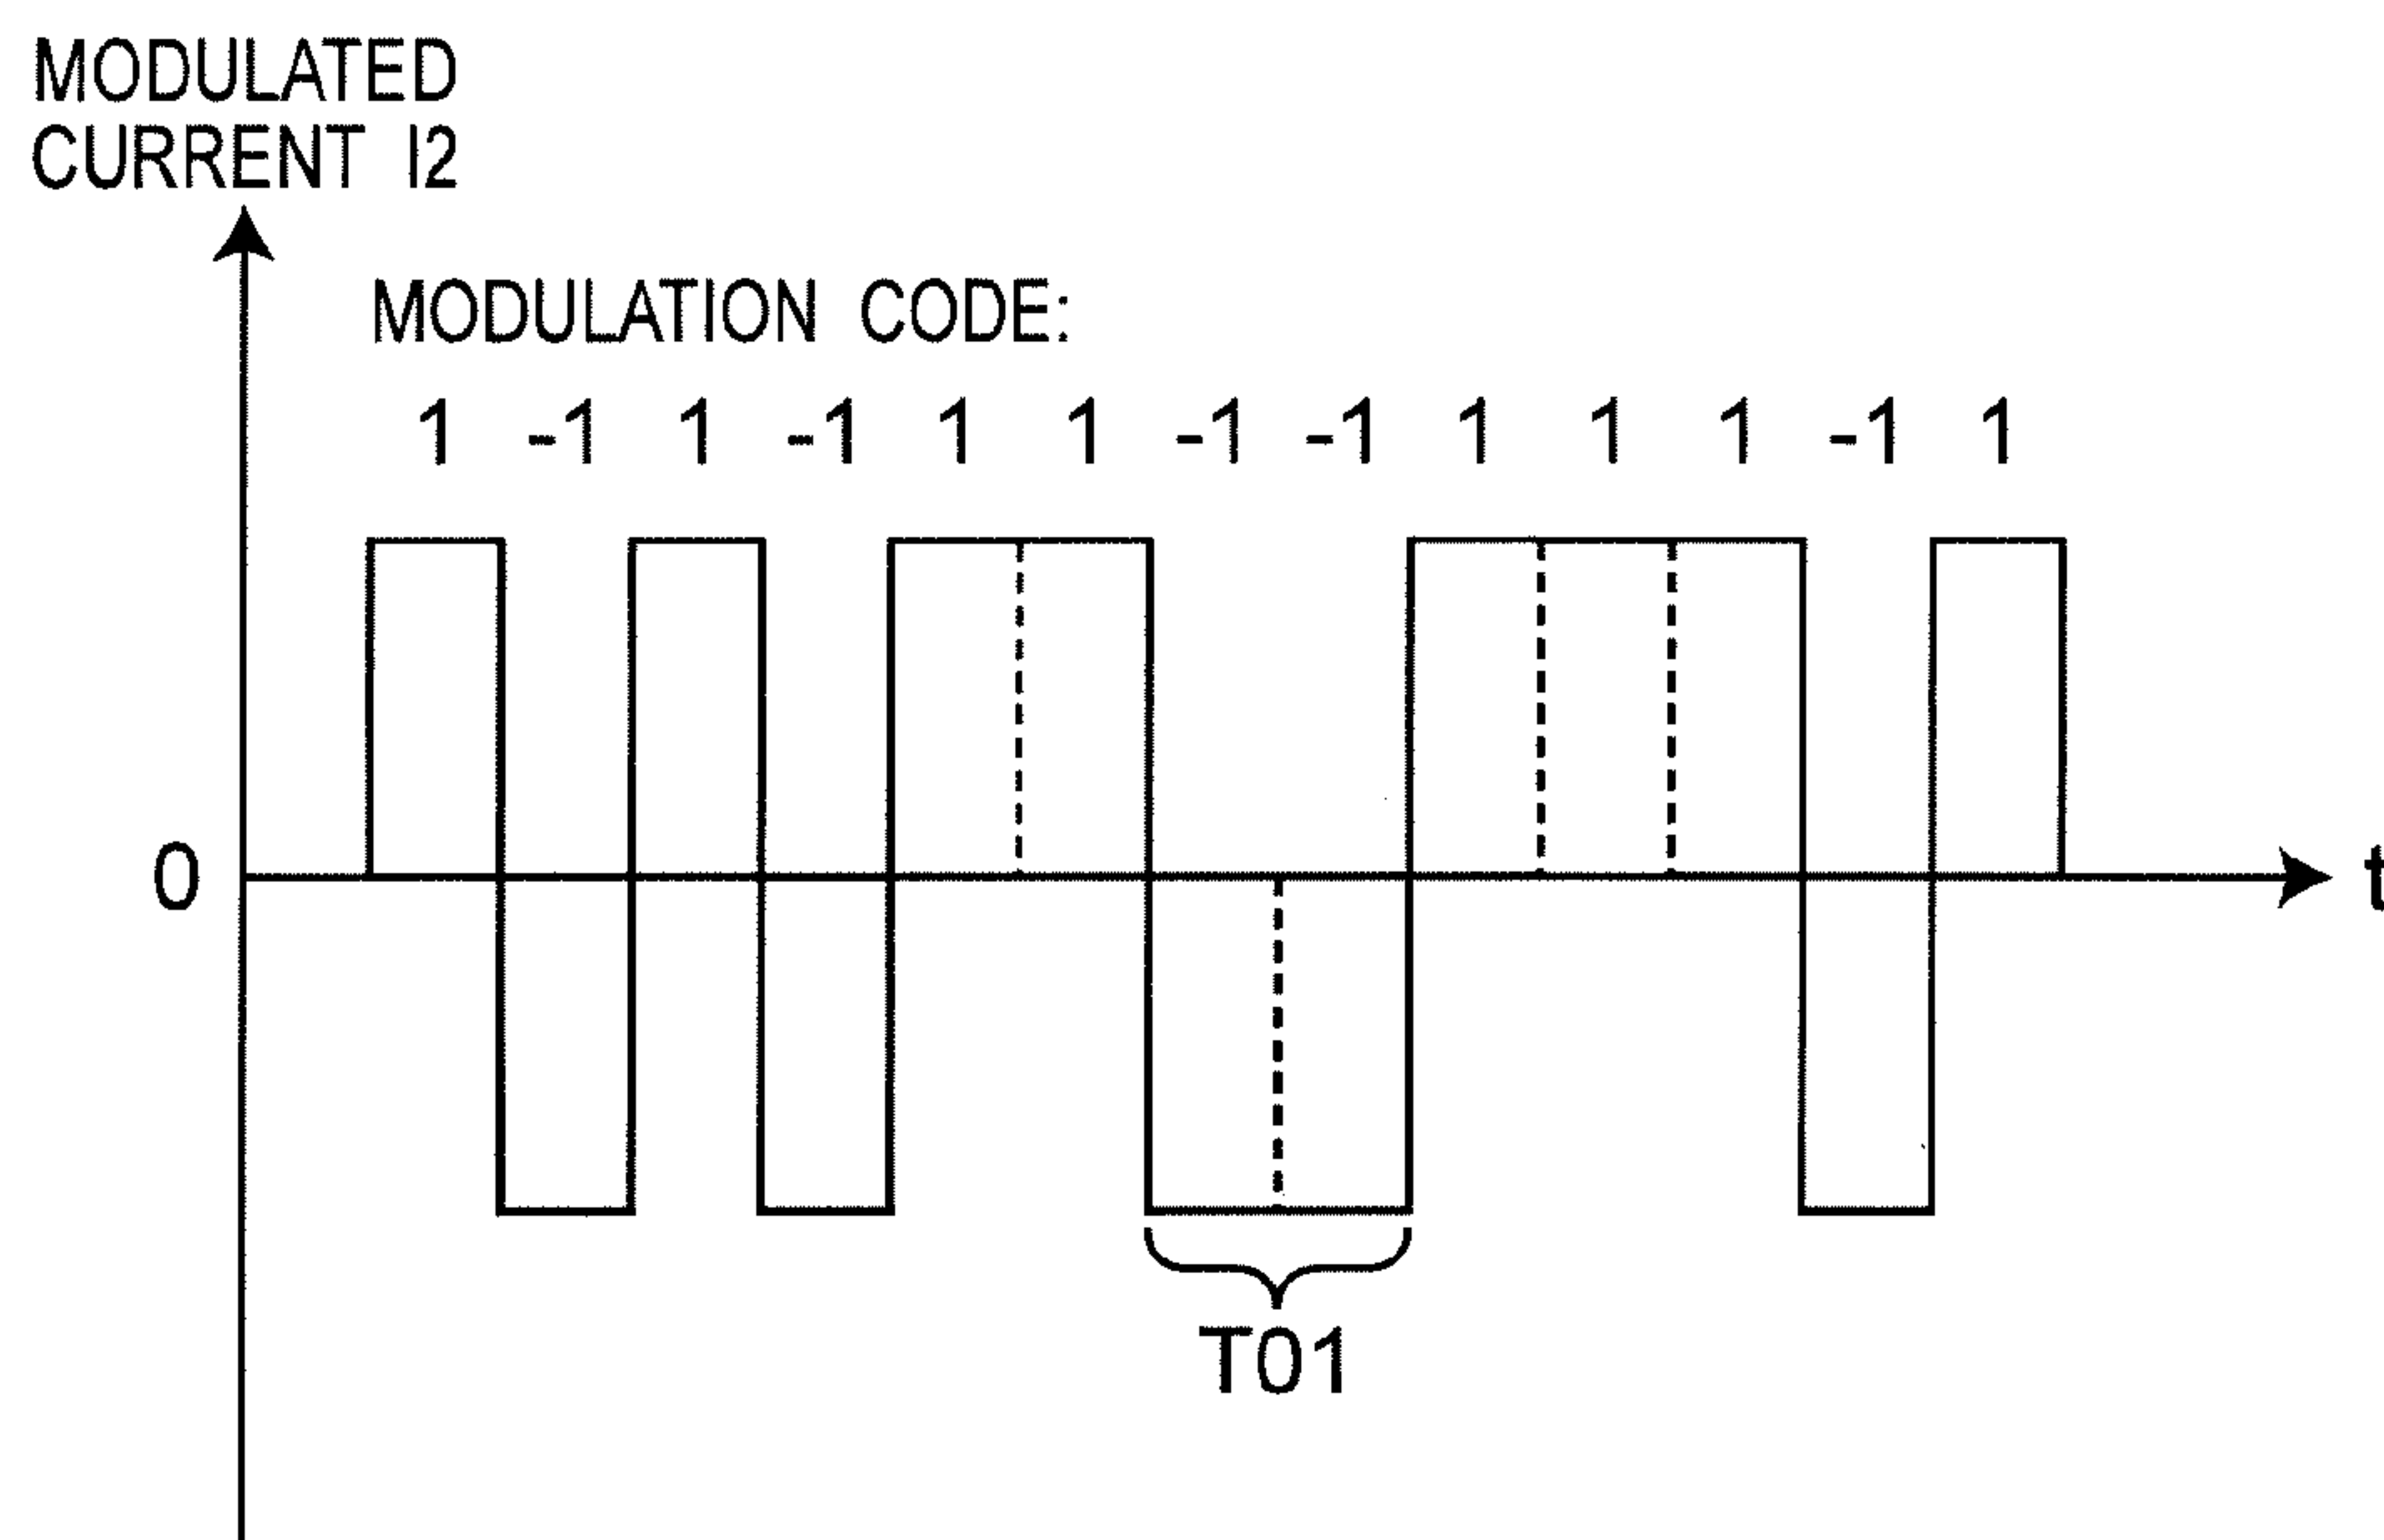 MODULATED
CURRENT I2
MODULATION CODE:
1 -1 1 -1 1 1 -1 -1 1 1 1 -1 1
0
t
T01